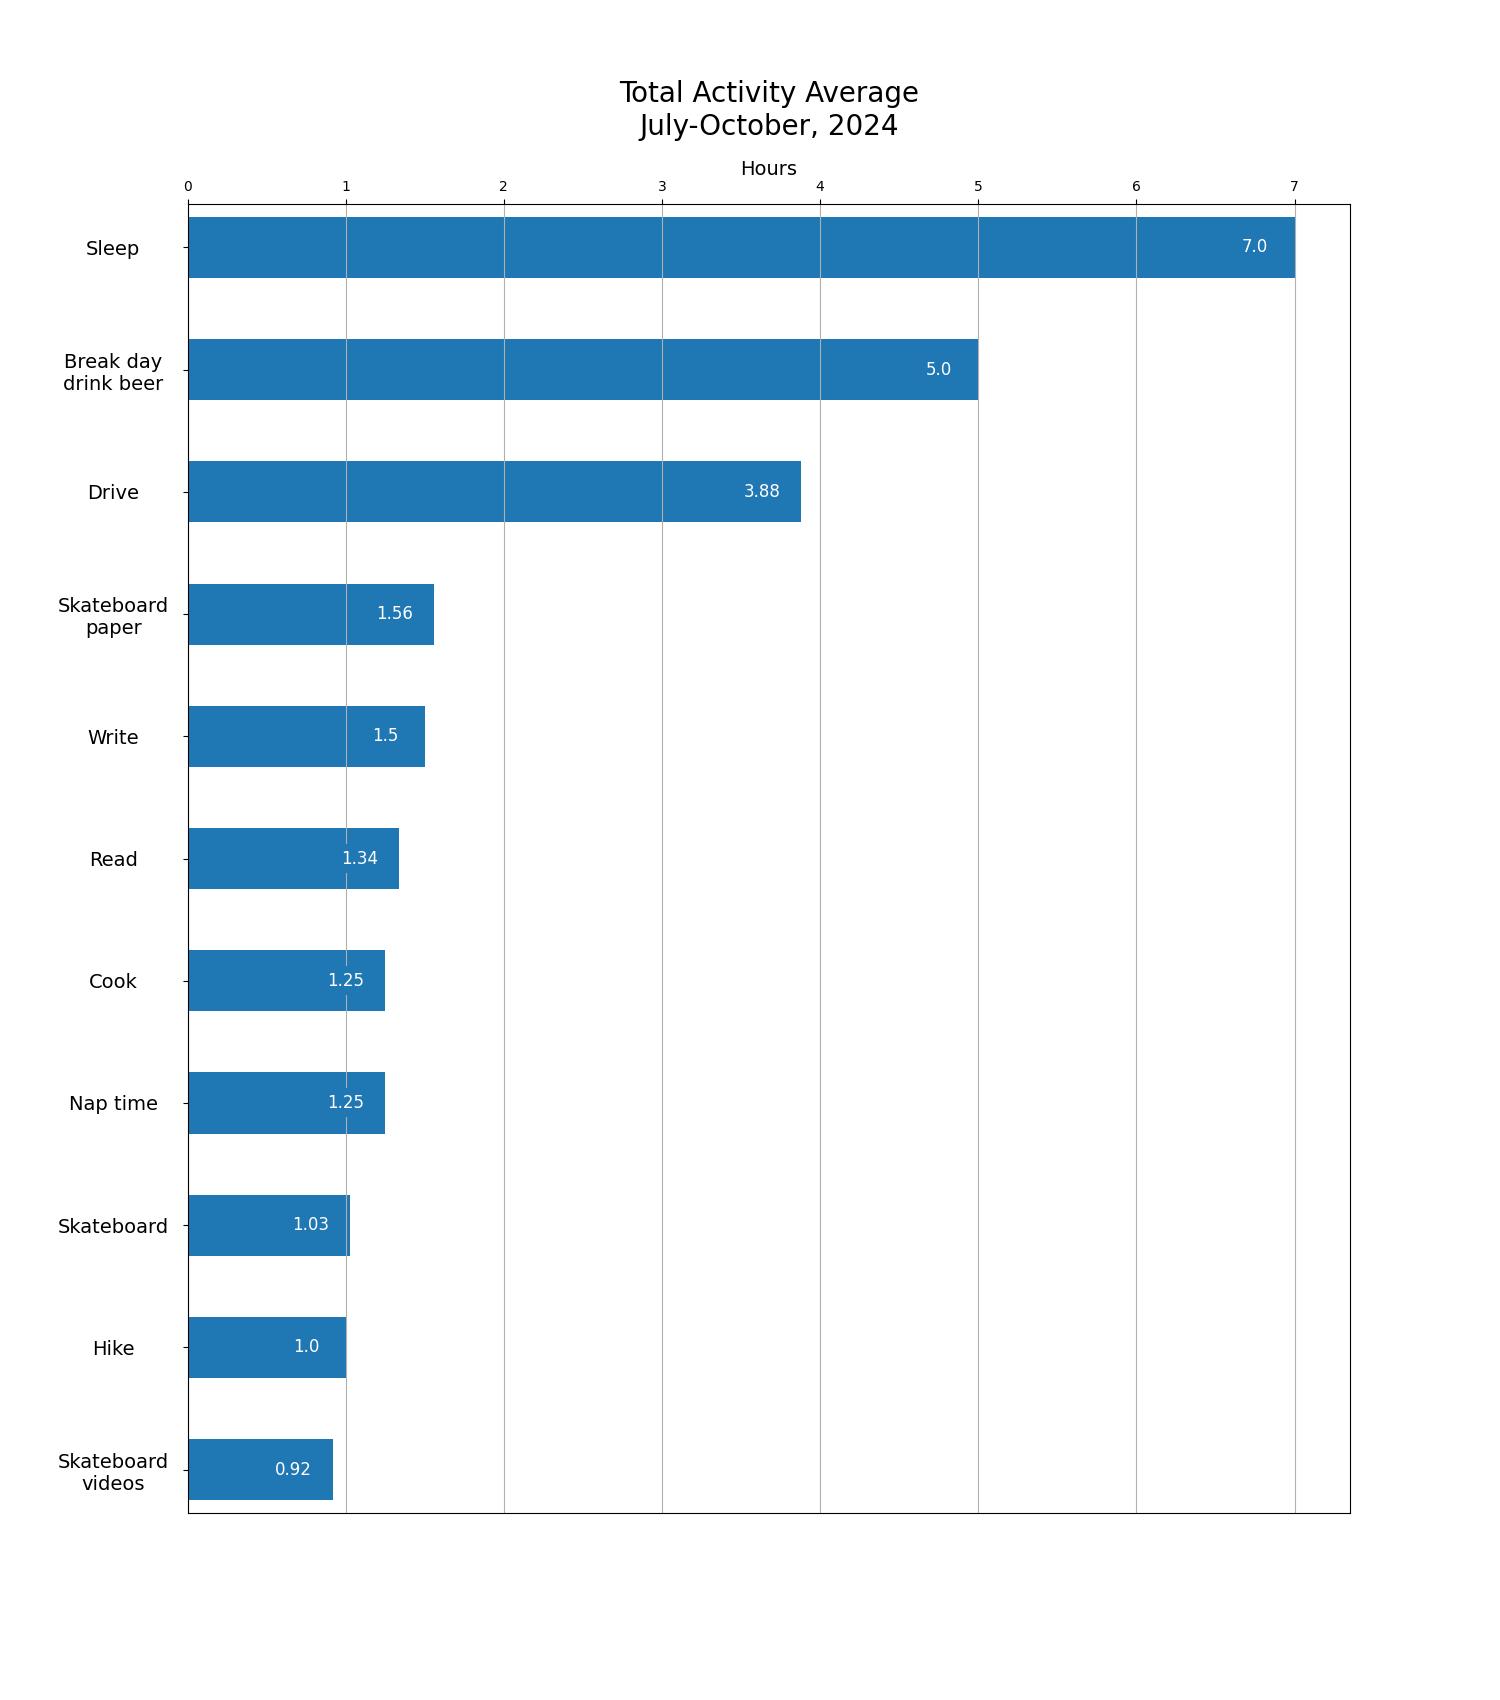 Total Activity Average
July-October, 2024
Hours
0 1 2 3 4 5 6 7
Sleep 7.0
Break day
drink beer 5.0
Drive 3.88
Skateboard
paper 1.56
Write 1.5
Read 1.34
Cook 1.25
Nap time 1.25
Skateboard 1.03
Hike 1.0
Skateboard
videos 0.92